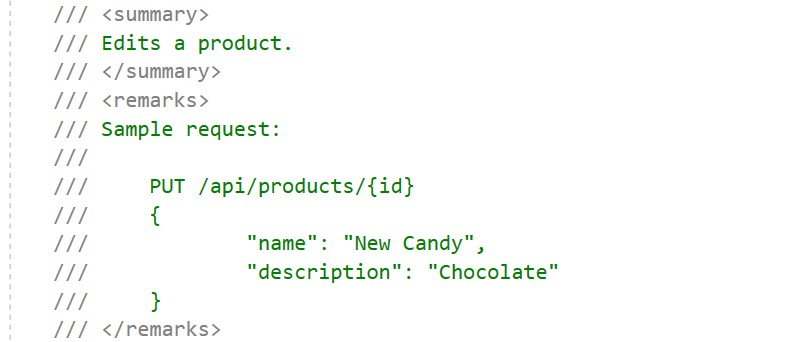 /// <summary>
/// Edits a product.
/// </summary>
/// <remarks>
/// Sample request:
///
///     PUT /api/products/{id}
///     {
///             "name": "New Candy",
///             "description": "Chocolate"
///     }
/// </remarks>